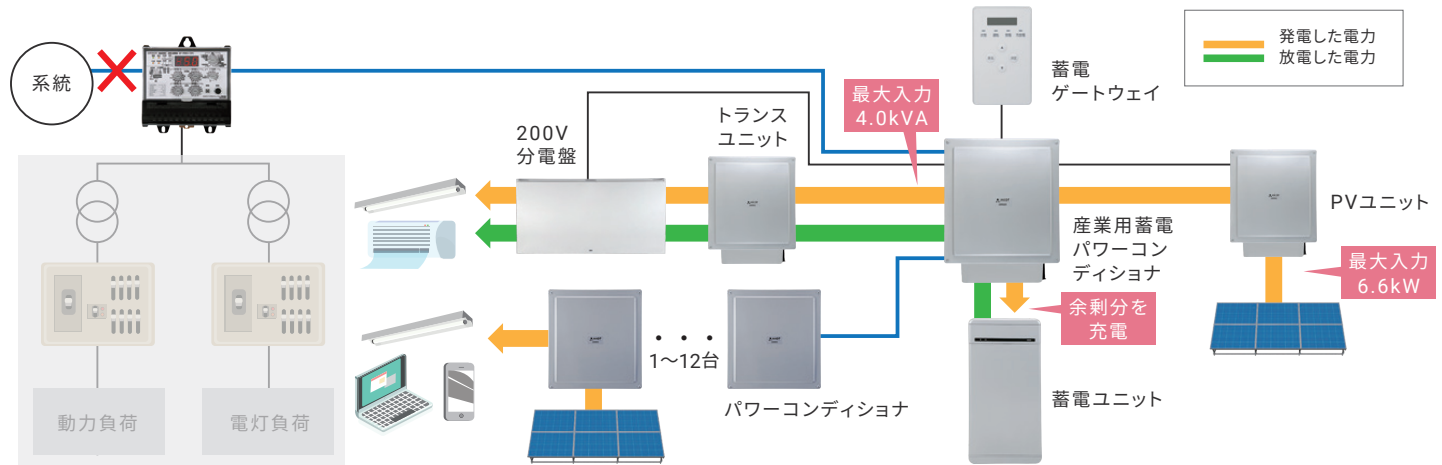 系統
200V
分電盤
トランス
ユニット
最大入力
4.0kVA
蓄電
ゲートウェイ
発電した電力
放電した電力
産業用蓄電
パワーコン
ディショナ
PVユニット
最大入力
6.6kW
余剰分を
充電
・・・
1〜12台
パワーコンディショナ
蓄電ユニット
動力負荷
電灯負荷